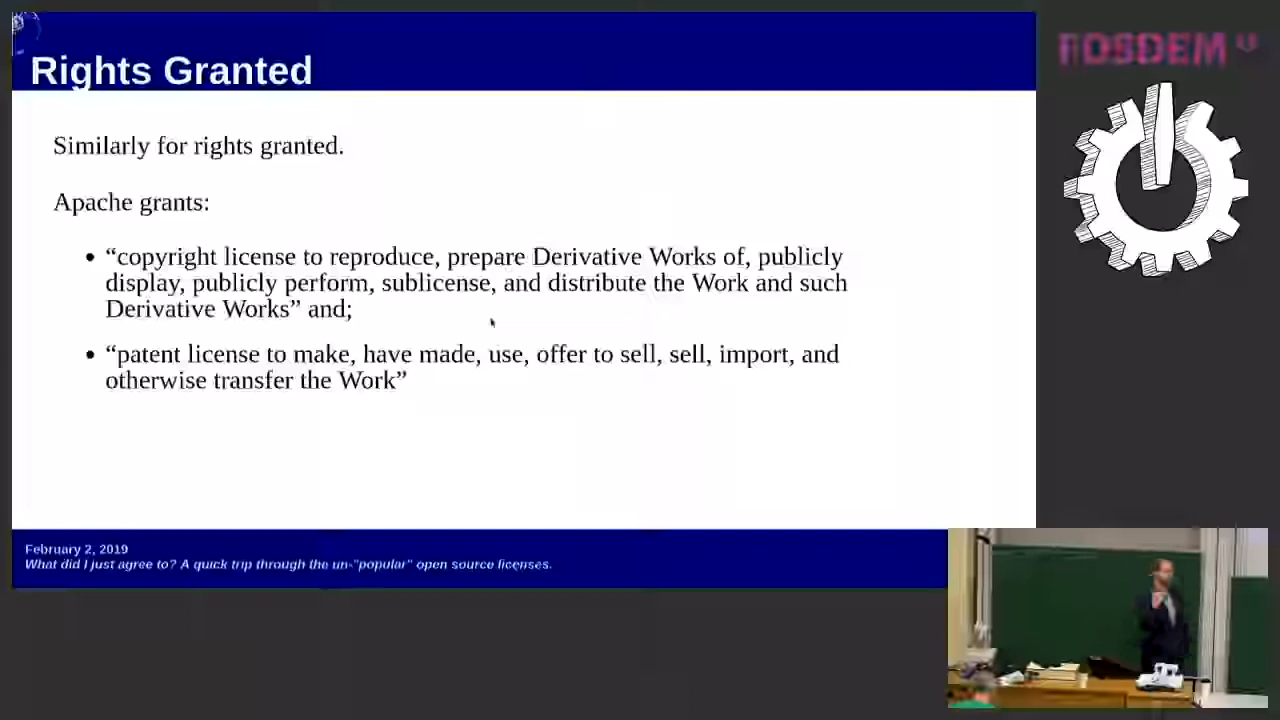 Rights Granted
FOSDEM
Similarly for rights granted.
Apache grants:
• “copyright license to reproduce, prepare Derivative Works of, publicly
display, publicly perform, sublicense, and distribute the Work and such
Derivative Works” and;
• “patent license to make, have made, use, offer to sell, sell, import, and
otherwise transfer the Work”
February 2, 2019
What did I just agree to? A quick trip through the un-"popular" open source licenses.